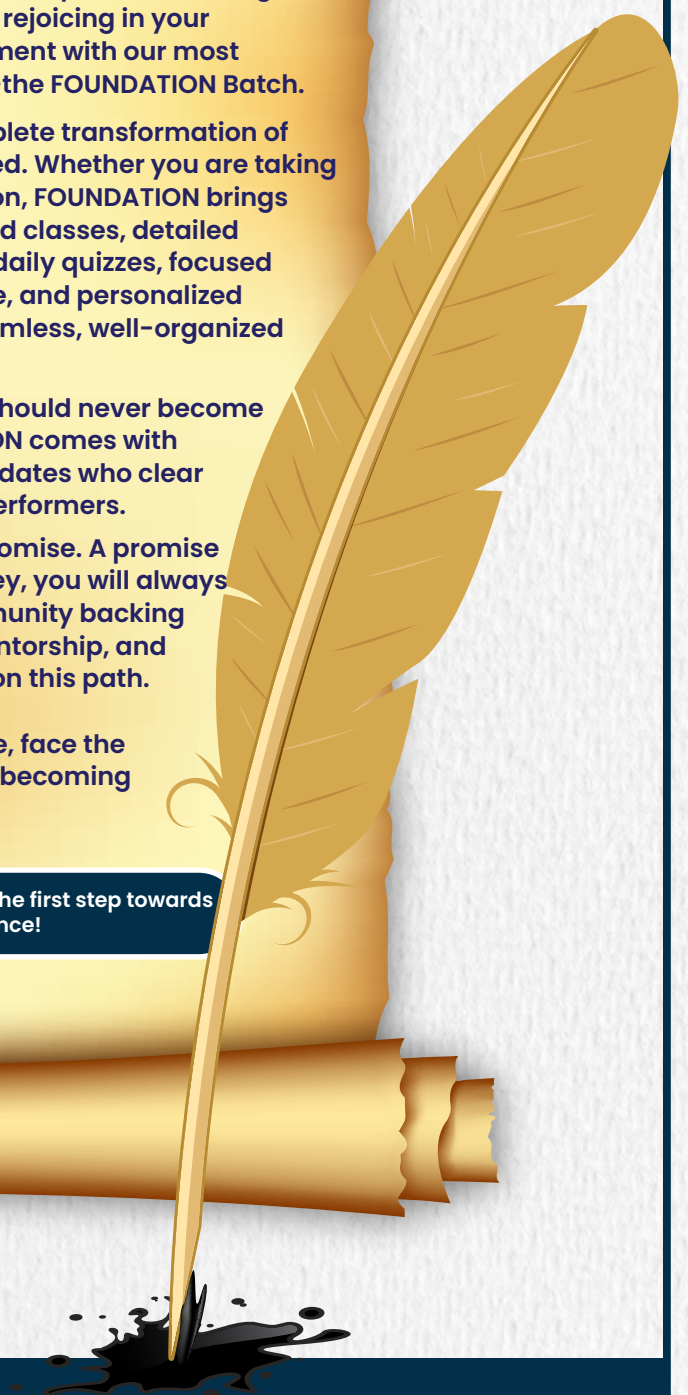 rejoicing in your
ment with our most
the FOUNDATION Batch.
plete transformation of
ed. Whether you are taking
on, FOUNDATION brings
d classes, detailed
daily quizzes, focused
e, and personalized
mless, well-organized
hould never become
ON comes with
dates who clear
erformers.
omise. A promise
ey, you will always
munity backing
ntorship, and
on this path.
e, face the
becoming
he first step towards
nce!